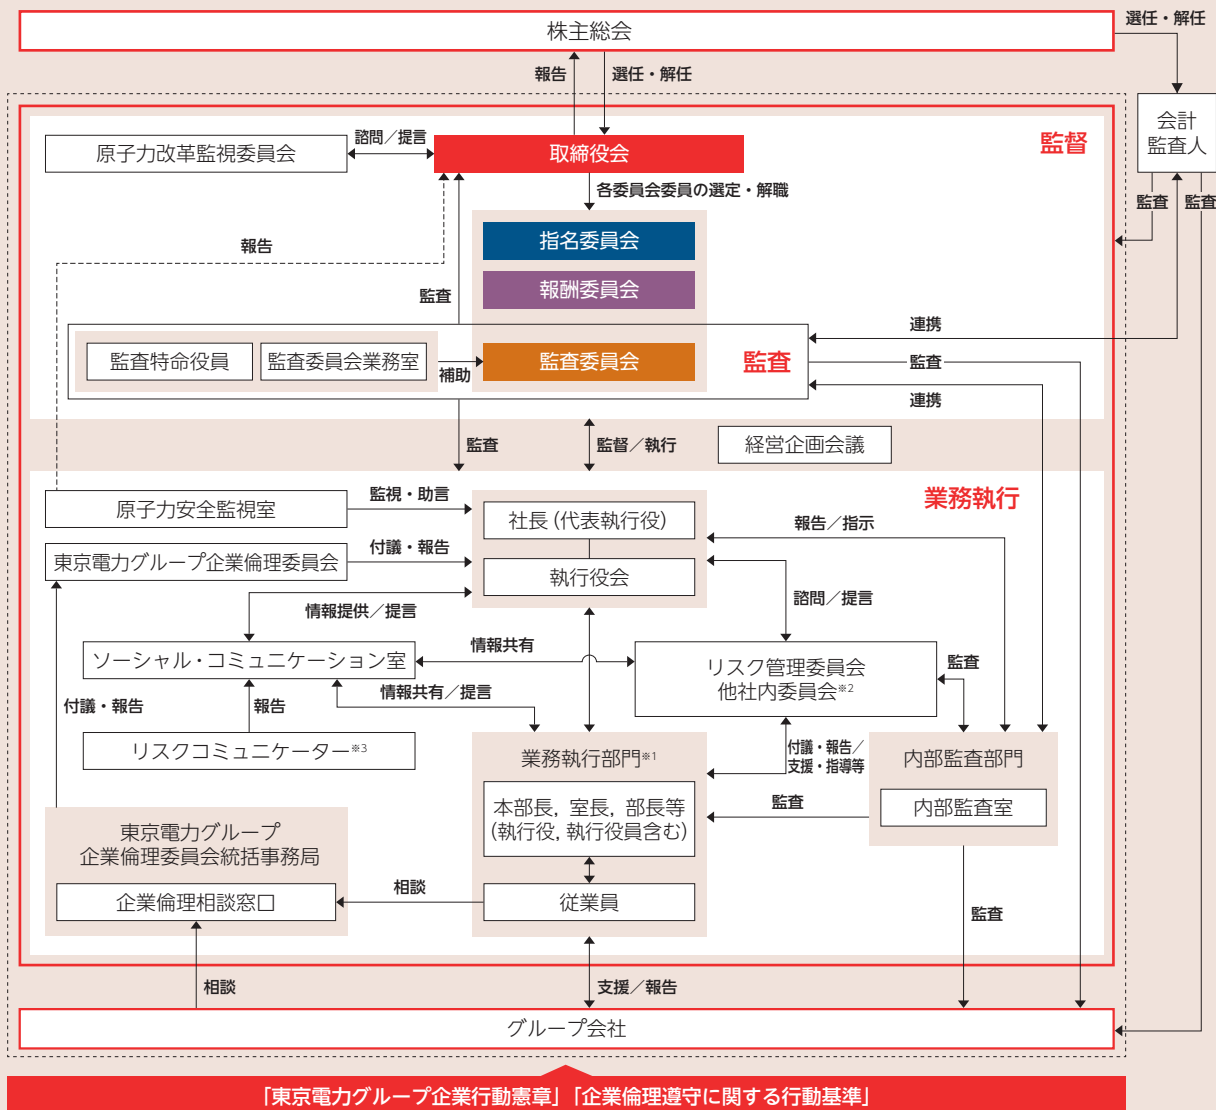 株主総会
選任・解任
報告
選任・解任
会計
監査人
監督
原子力改革監視委員会
諮問／提言
取締役会
各委員会委員の選定・解職
監査
監査
報告
指名委員会
報酬委員会
監査
連携
監査特命役員
監査委員会業務室
補助
監査委員会
監査
監査
連携
監査
監督／執行
経営企画会議
業務執行
原子力安全監視室
監視・助言
社長（代表執行役）
報告／指示
東京電力グループ企業倫理委員会
付議・報告
執行役会
情報提供／提言
諮問／提言
ソーシャル・コミュニケーション室
情報共有
リスク管理委員会
他社内委員会※2
監査
付議・報告
報告
情報共有／提言
リスクコミュニケーター※3
業務執行部門※1
付議・報告／
支援・指導等
内部監査部門
本部長，室長，部長等
（執行役，執行役員含む）
監査
内部監査室
東京電力グループ
企業倫理委員会統括事務局
企業倫理相談窓口
相談
従業員
監査
相談
支援／報告
グループ会社
「東京電力グループ企業行動憲章」「企業倫理遵守に関する行動基準」